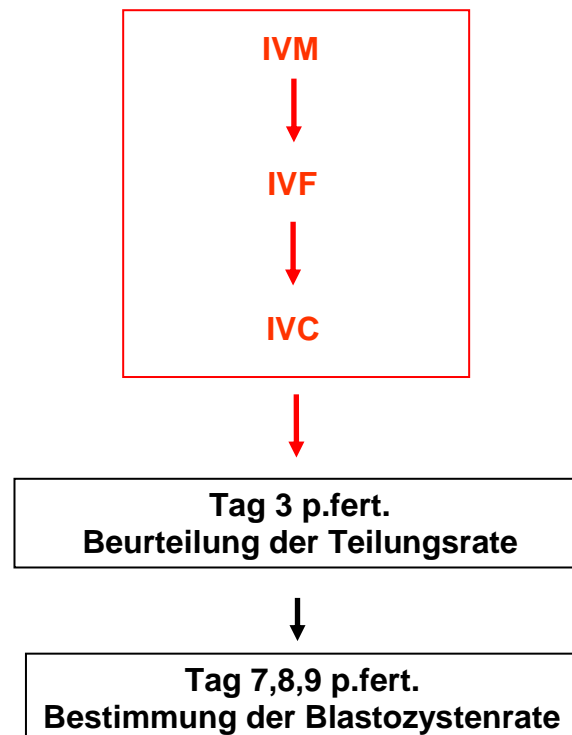 IVM
IVF
IVC
Tag 3 p.fert.
Beurteilung der Teilungsrate
Tag 7,8,9 p.fert.
Bestimmung der Blastozystenrate